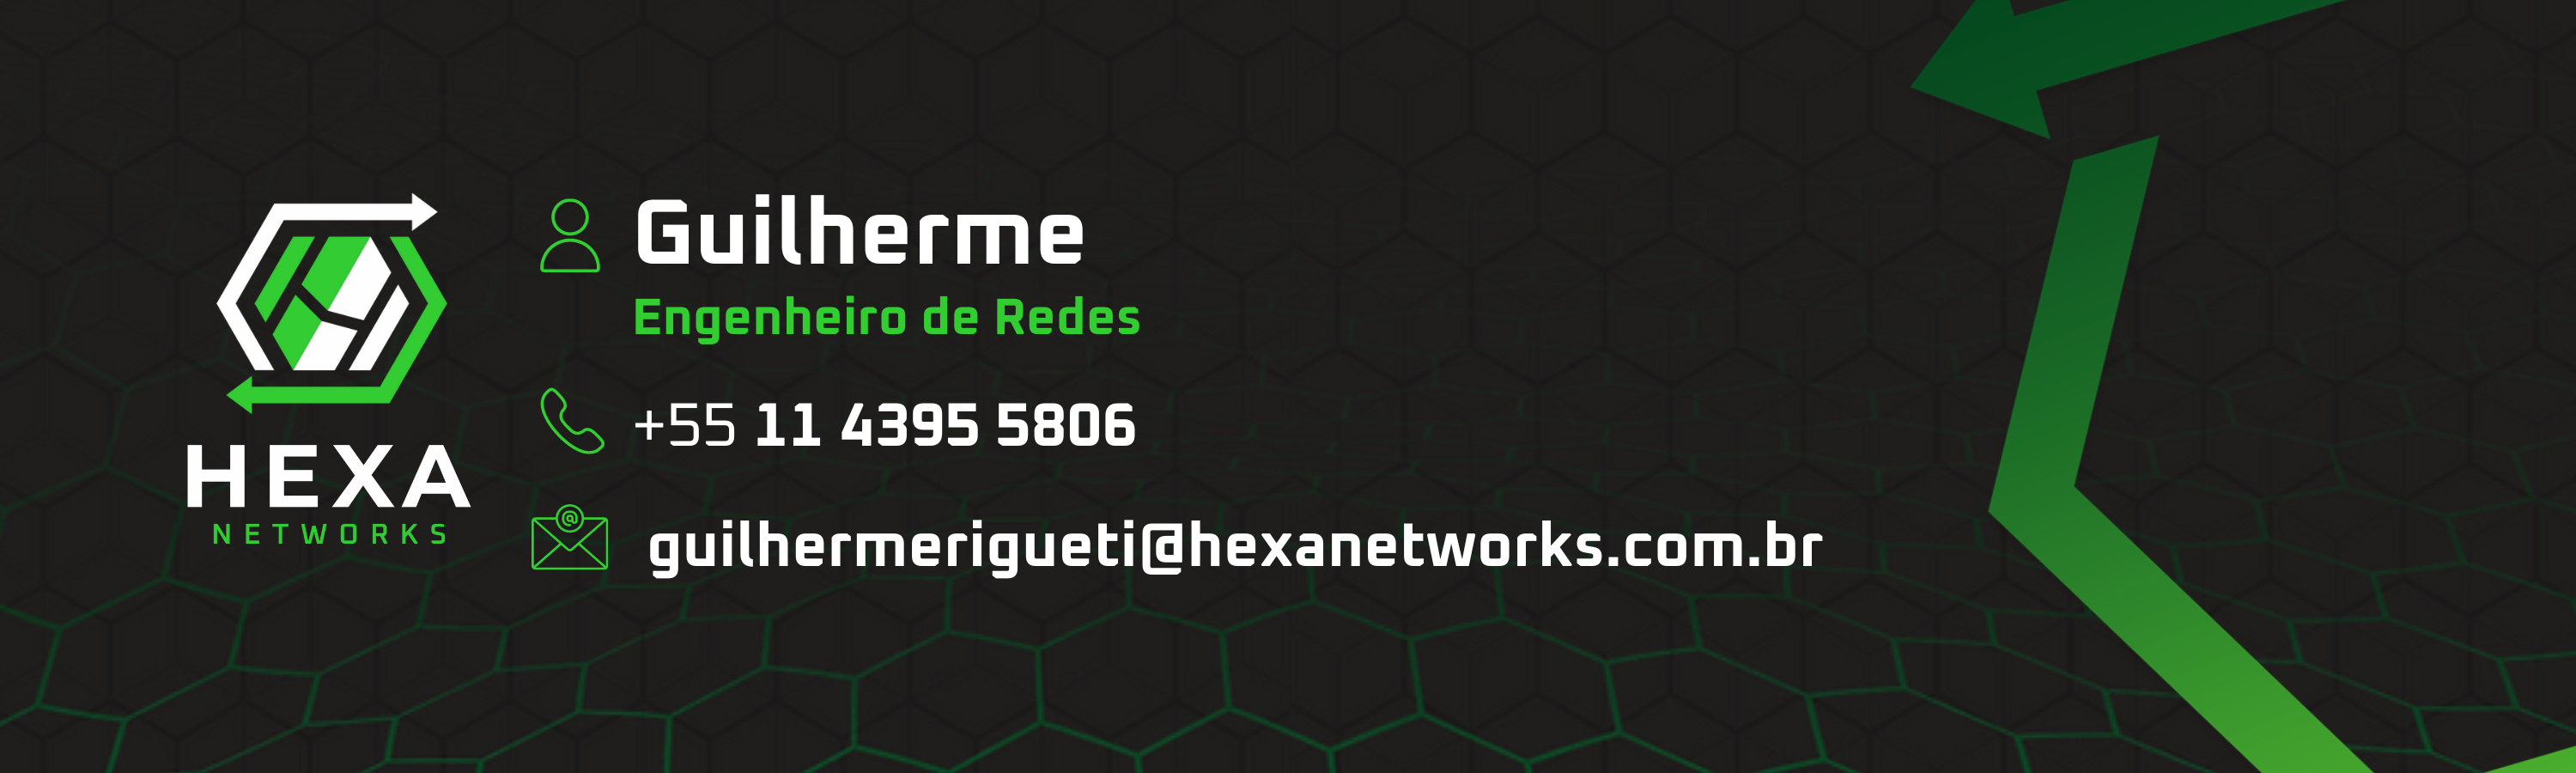 HEXA
NETWORKS
Guilherme
Engenheiro de Redes
+55 11 4395 5806
guilhermerigueti@hexanetworks.com.br